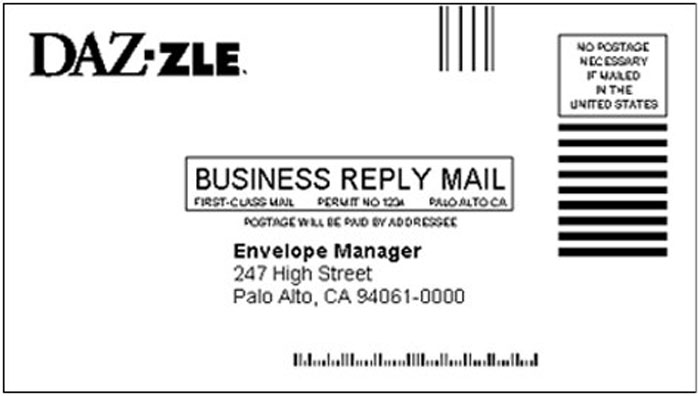 DAZ·ZLE
NO POSTAGE
NECESSARY
IF MAILED
IN THE
UNITED STATES
BUSINESS REPLY MAIL
FIRST-CLASS MAIL PERMIT NO 1234 PALO ALTO CA
POSTAGE WILL BE PAID BY ADDRESSEE
Envelope Manager
247 High Street
Palo Alto, CA 94061-0000